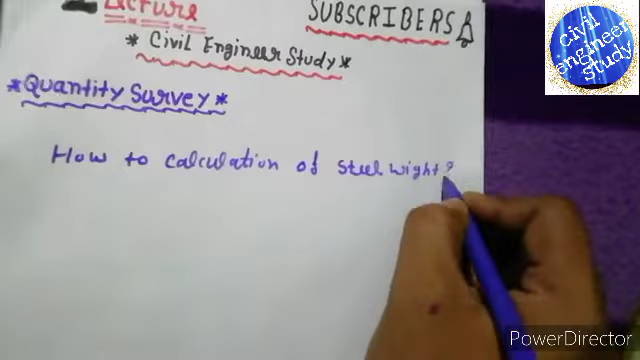 Lecture
SUBSCRIBERS
* Civil Engineer Study *
*Quantity Survey*
How to calculation of Steel wight?
civil
engineer
study
PowerDirector